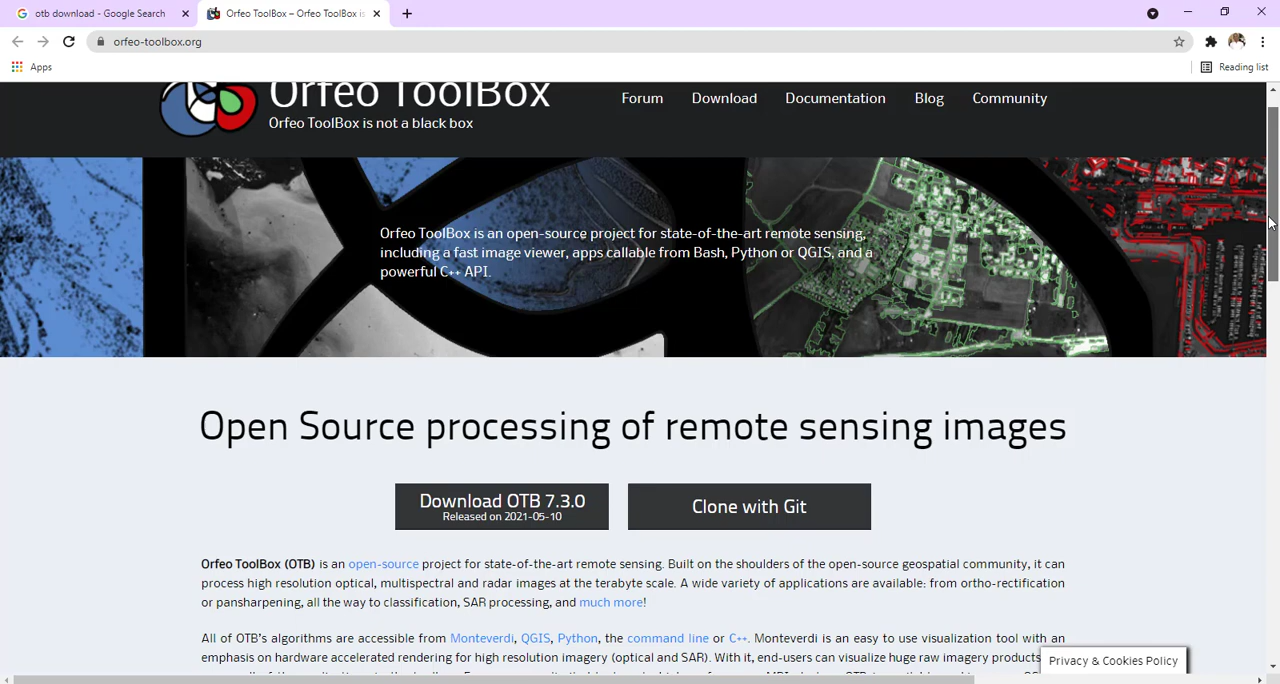 otb download - Google Search
Orfeo ToolBox – Orfeo ToolBox is
orfeo-toolbox.org
Apps
Reading list
Orfeo ToolBox
Orfeo ToolBox is not a black box
Forum Download Documentation Blog Community
Orfeo ToolBox is an open-source project for state-of-the-art remote sensing,
including a fast image viewer, apps callable from Bash, Python or QGIS, and a
powerful C++ API.
Open Source processing of remote sensing images
Download OTB 7.3.0
Released on 2021-05-10
Clone with Git
Orfeo ToolBox (OTB) is an open-source project for state-of-the-art remote sensing. Built on the shoulders of the open-source geospatial community, it can
process high resolution optical, multispectral and radar images at the terabyte scale. A wide variety of applications are available: from ortho-rectification
or pansharpening, all the way to classification, SAR processing, and much more!
All of OTB's algorithms are accessible from Monteverdi, QGIS, Python, the command line or C++. Monteverdi is an easy to use visualization tool with an
emphasis on hardware accelerated rendering for high resolution imagery (optical and SAR). With it, end-users can visualize huge raw imagery products
Privacy & Cookies Policy